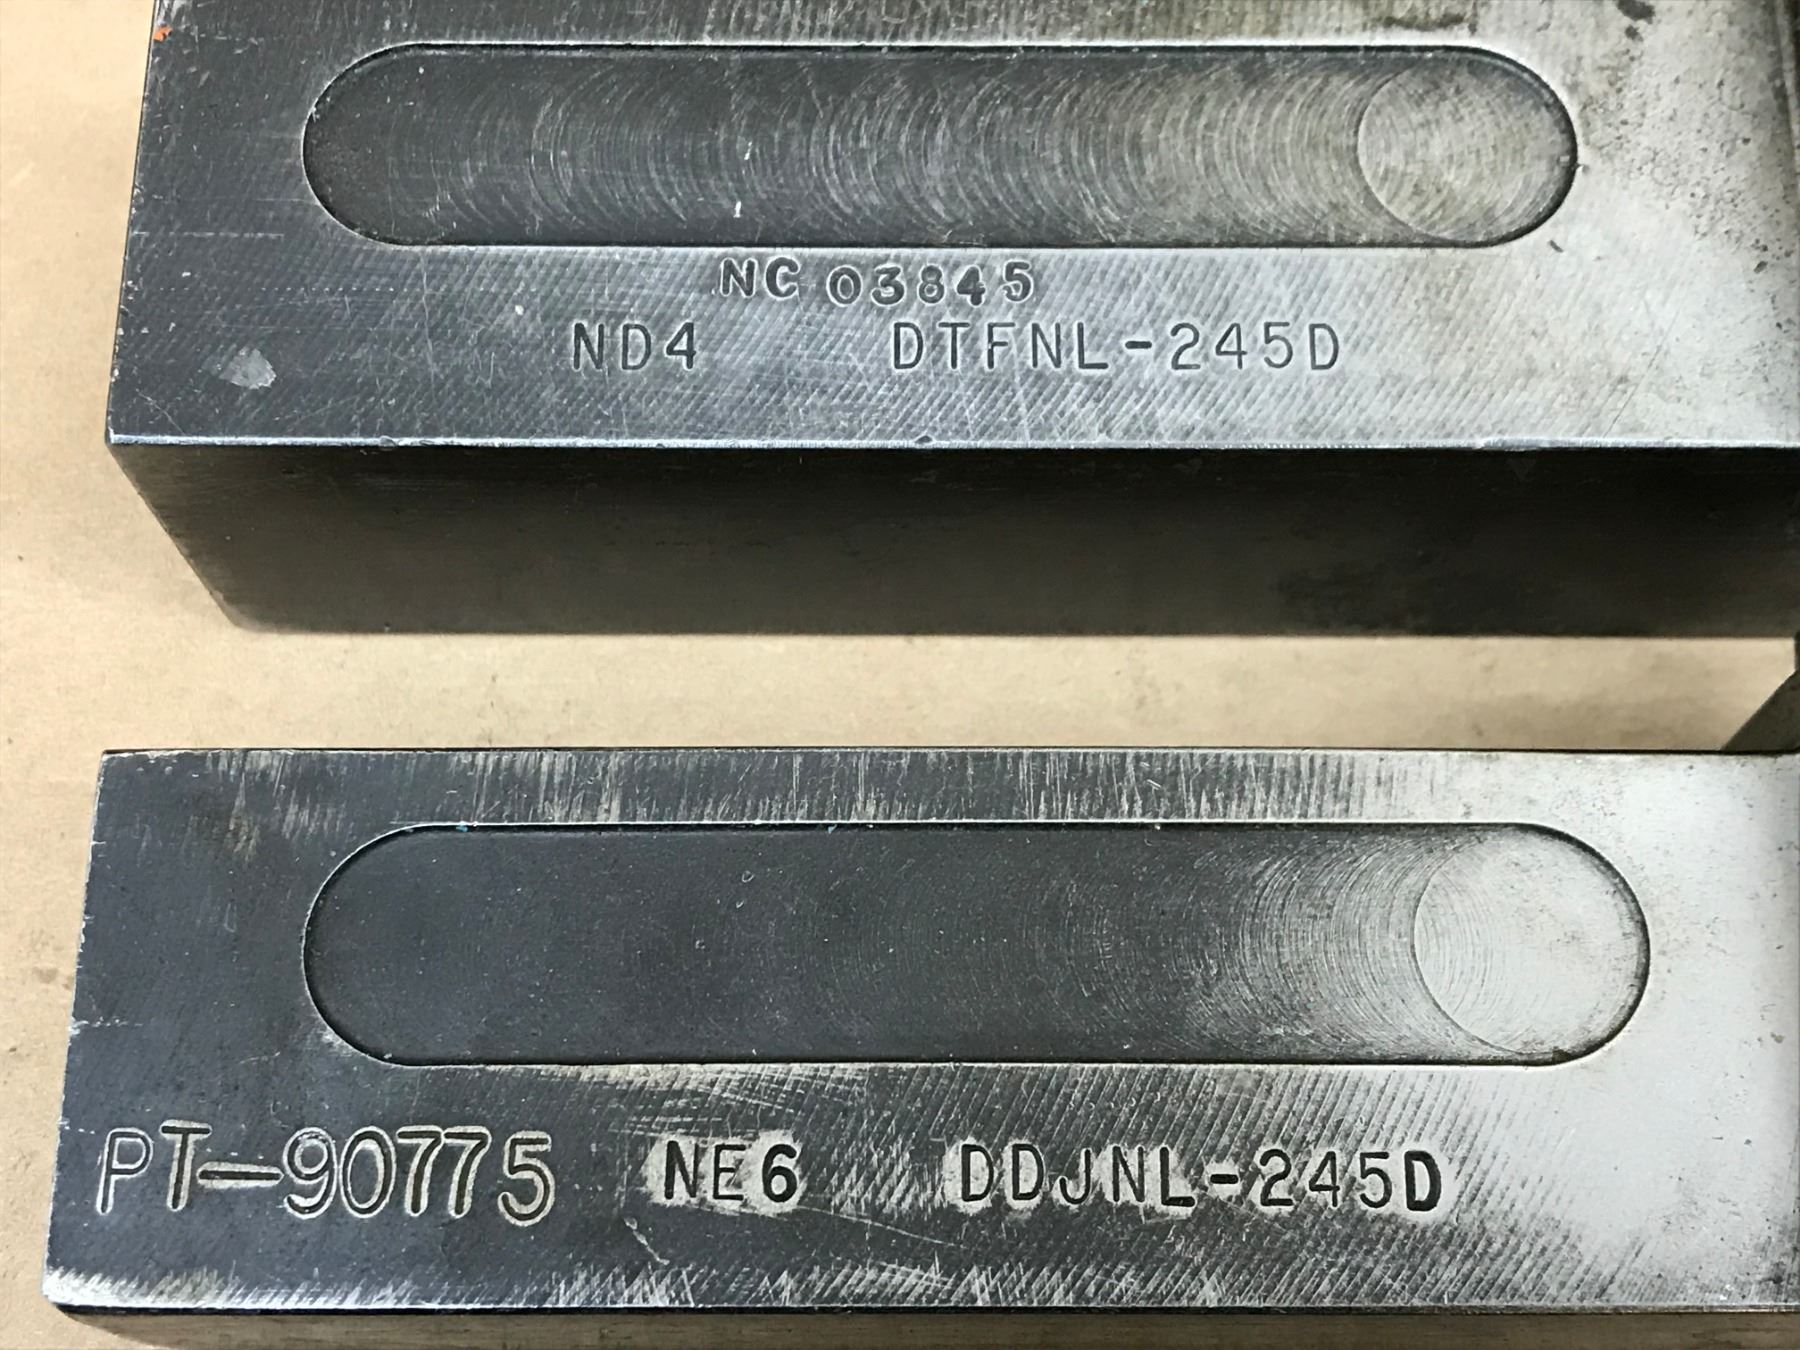 NC 03845
ND4 DTFNL-245D
PT-90775 NE6 DDJNL-245D